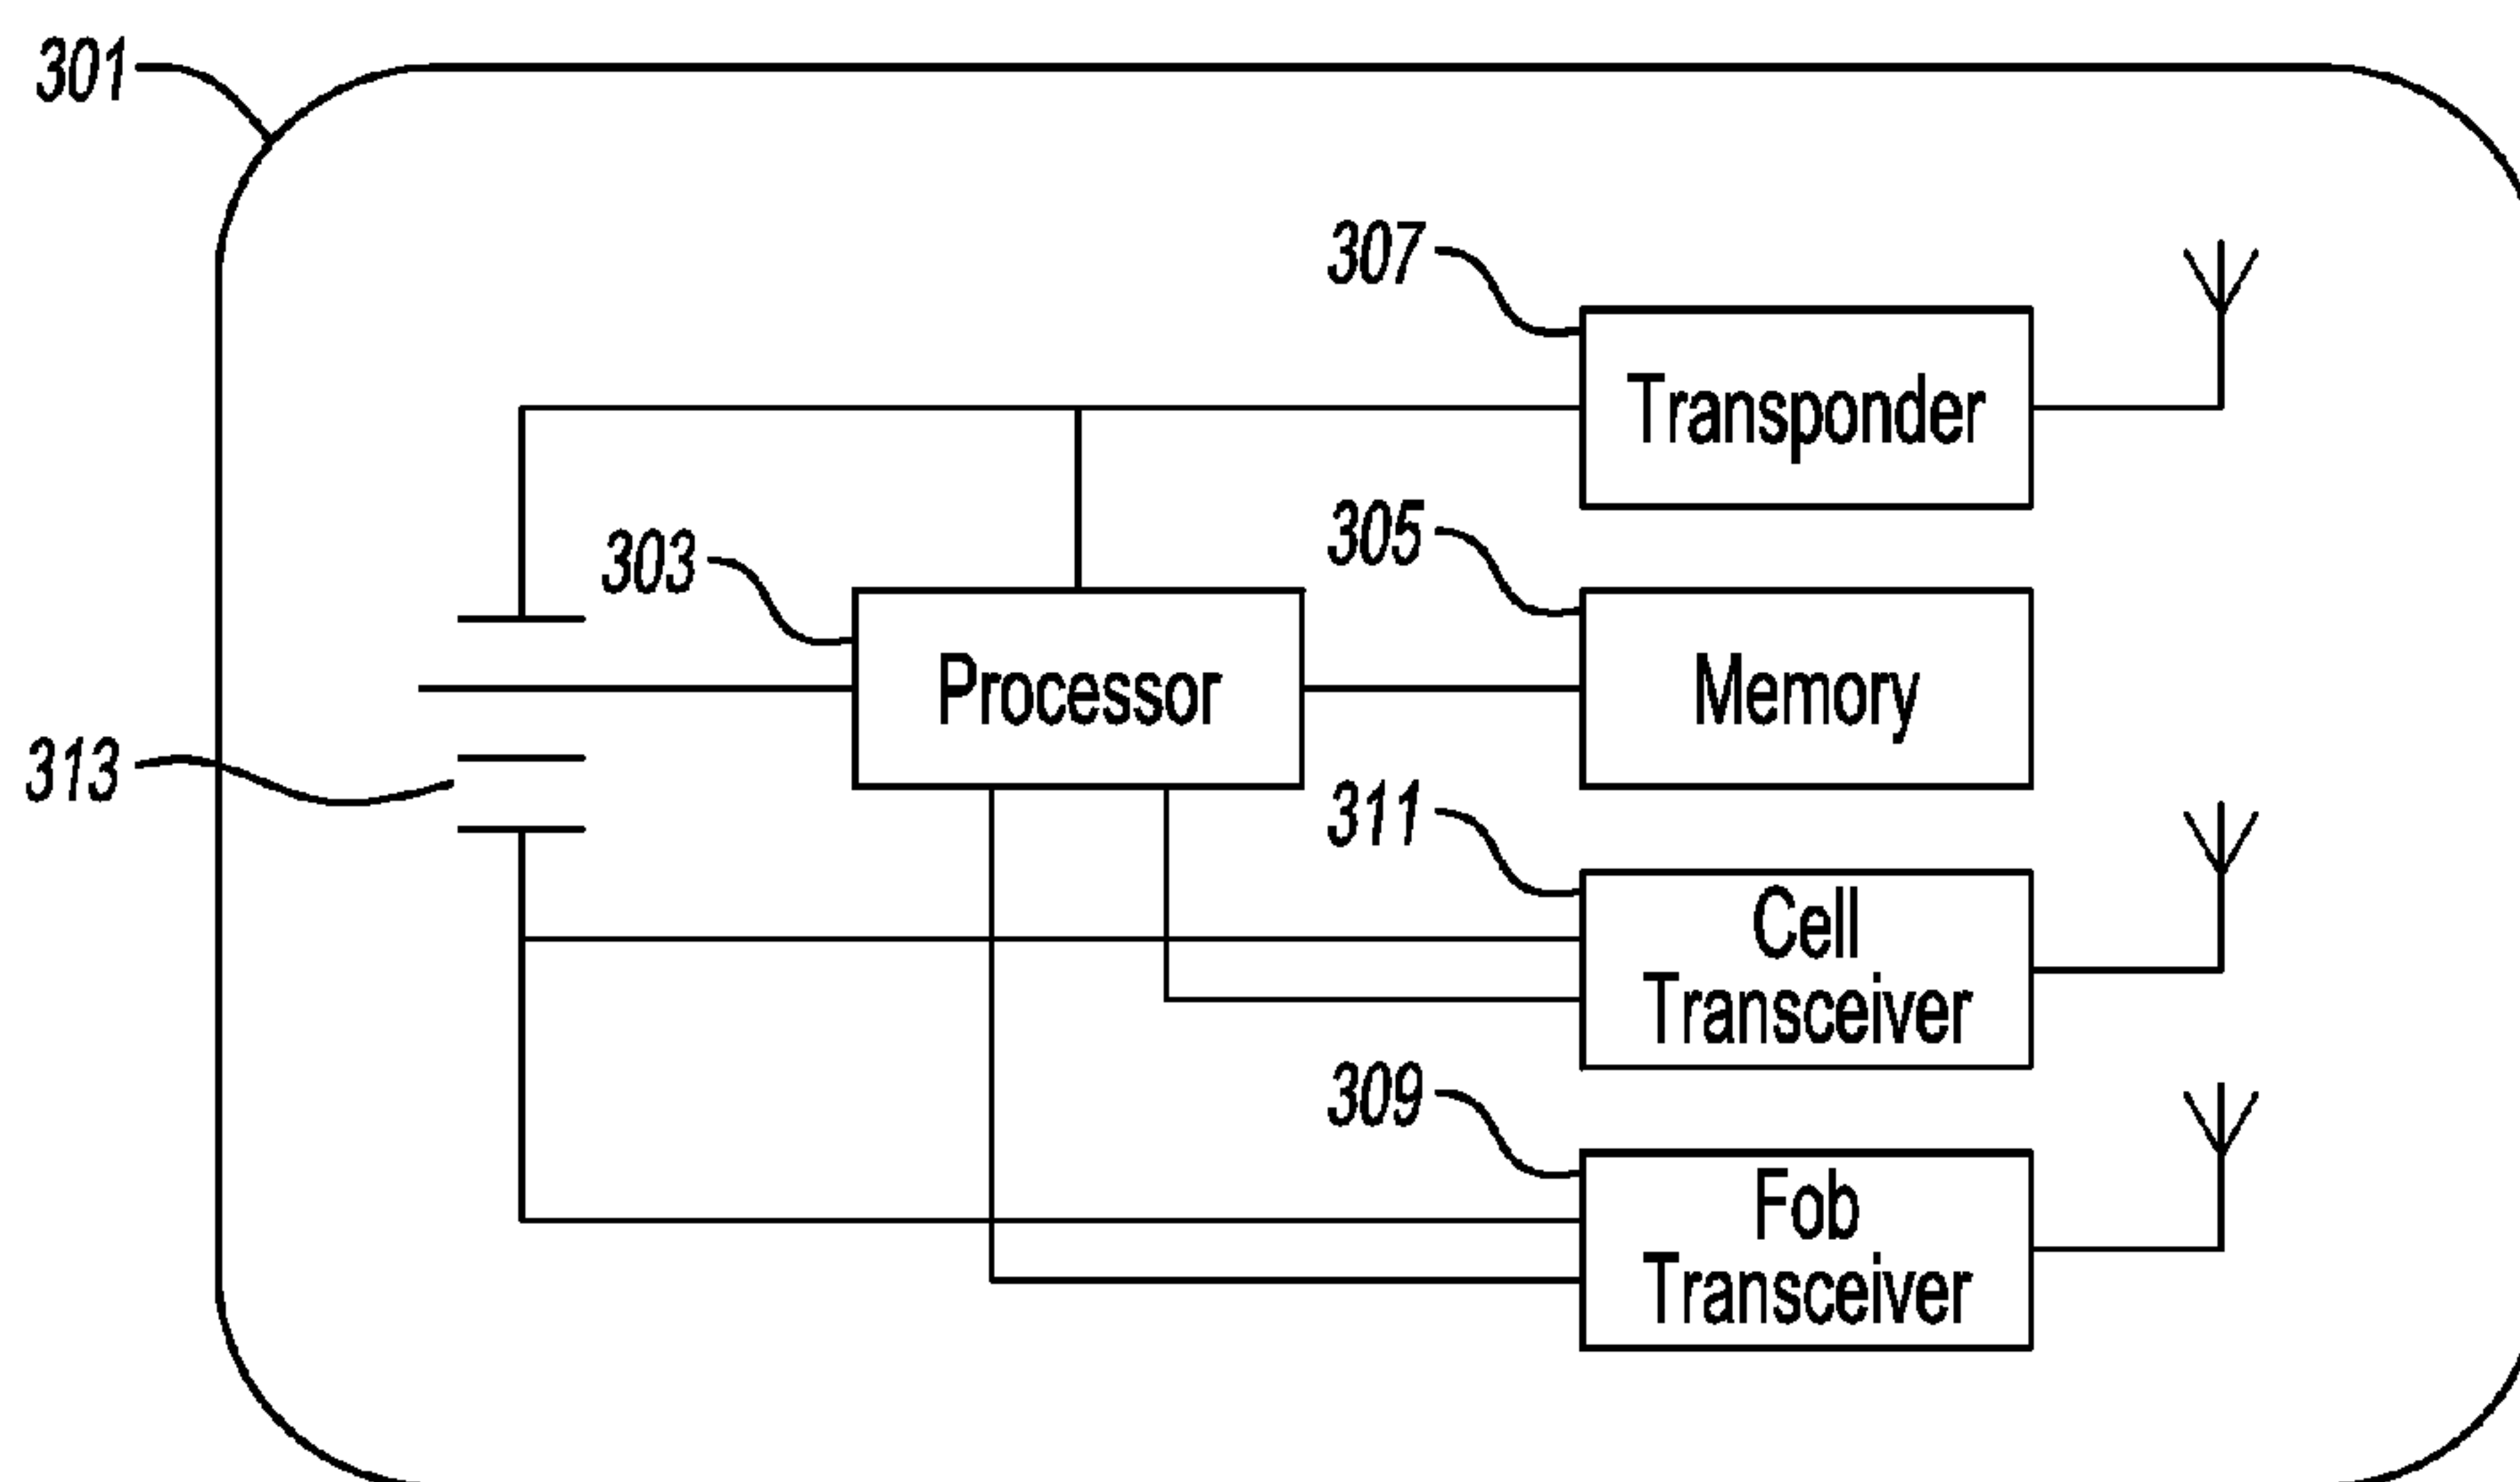 301
307
Transponder
303
305
Processor
Memory
313
311
Cell
Transceiver
309
Fob
Transceiver